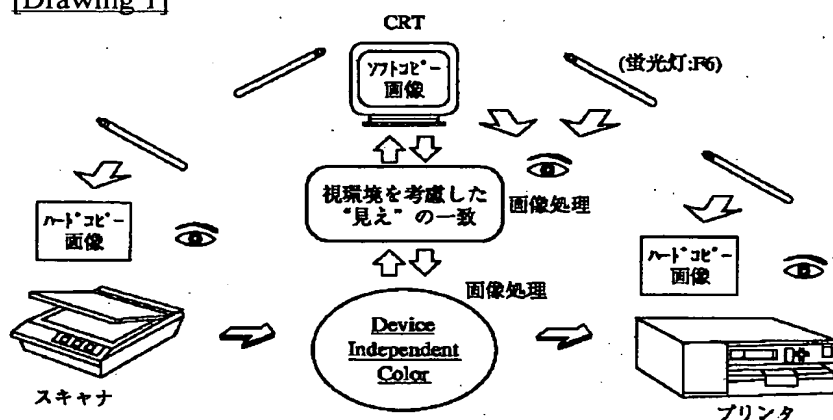 [Drawing 1]
CRT
ソフトコピー
画像
(蛍光灯:F6)
視環境を考慮した
“見え”の一致
画像処理
ハードコピー
画像
ハードコピー
画像
画像処理
Device
Independent
Color
スキャナ
プリンタ